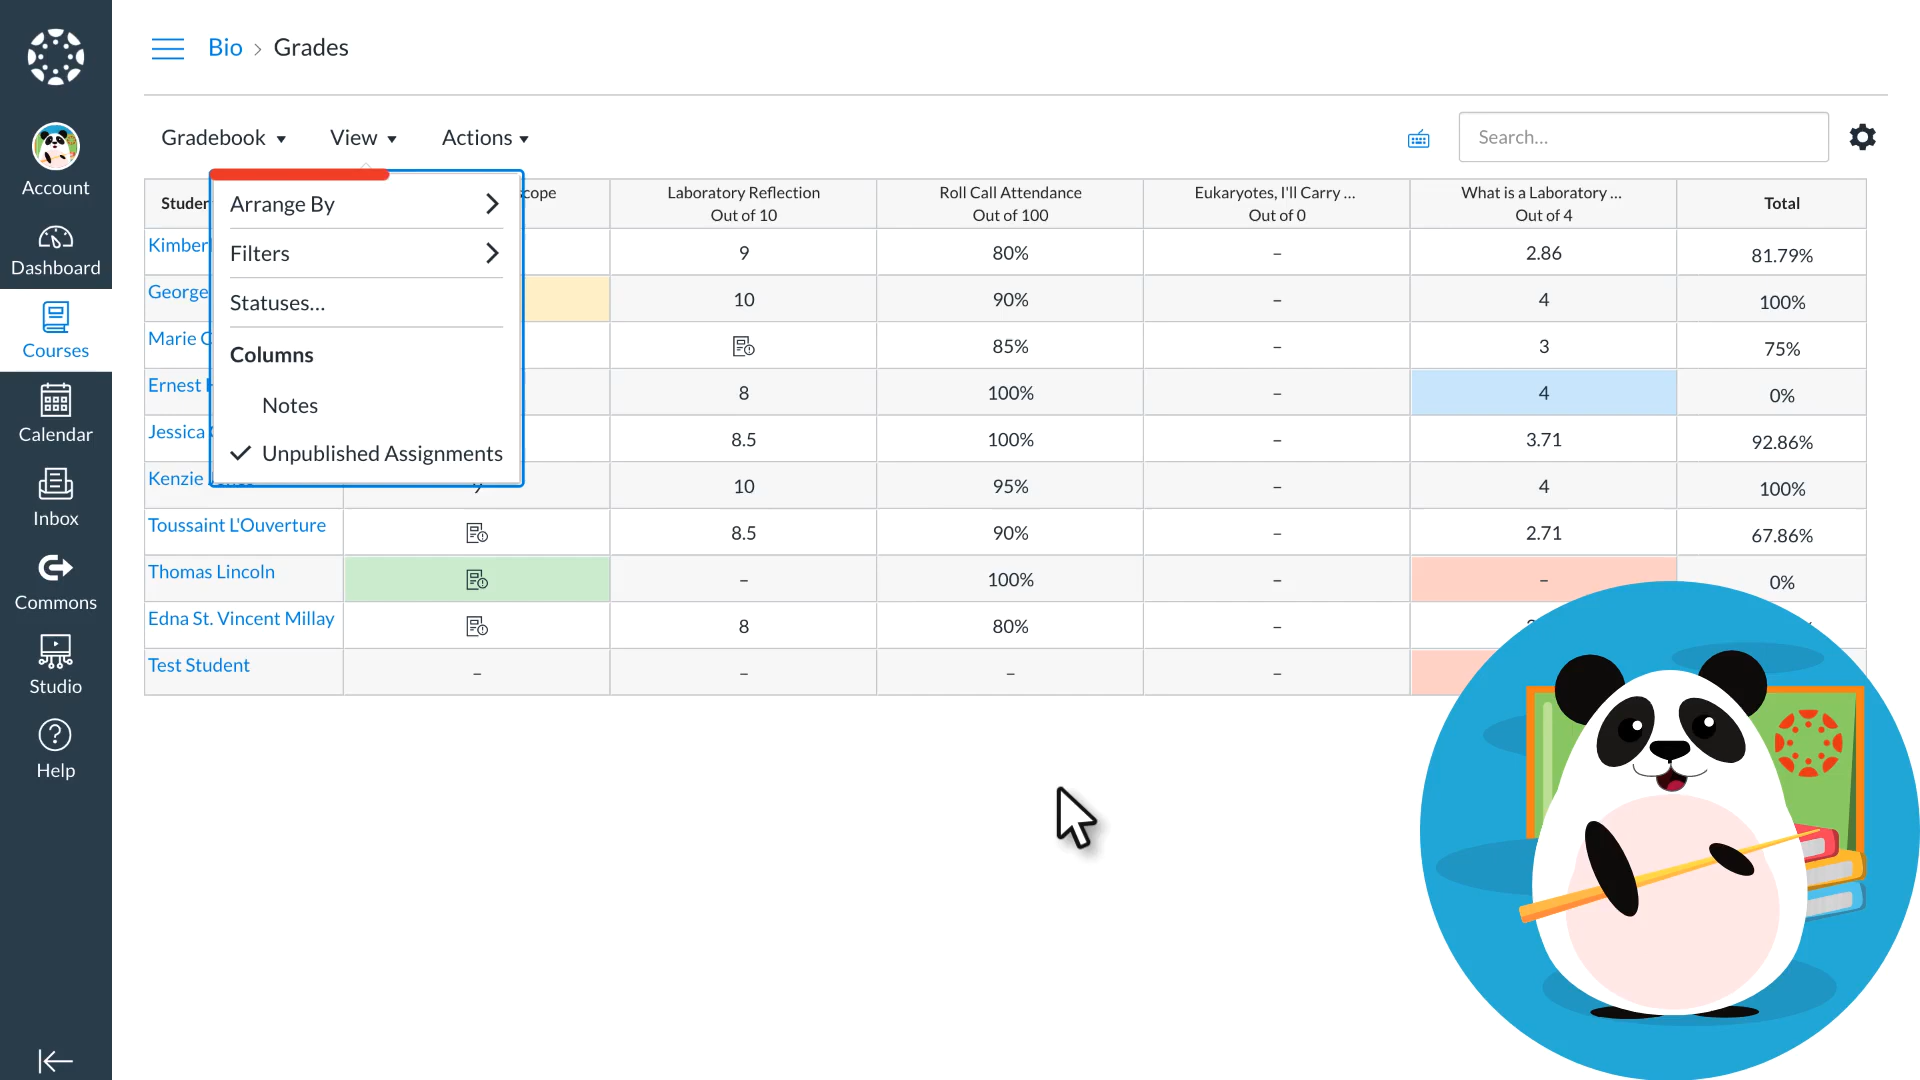 Bio › Grades
Gradebook View Actions
Search...
Account
Dashboard
Courses
Calendar
Inbox
Commons
Studio
Help
Arrange By
Filters
Statuses...
Columns
Notes
Unpublished Assignments
Laboratory Reflection Roll Call Attendance Eukaryotes, I'll Carry ... What is a Laboratory ... Total
Out of 10 Out of 100 Out of 0 Out of 4
9 80% – 2.86 81.79%
George 10 90% – 4 100%
Marie 85% – 3 75%
Ernest 8 100% – 4 0%
Jessica 8.5 100% – 3.71 92.86%
Kenzie 10 95% – 4 100%
Toussaint L'Ouverture 8.5 90% – 2.71 67.86%
Thomas Lincoln – 100% – – 0%
Edna St. Vincent Millay 8 80% –
Test Student – – – –